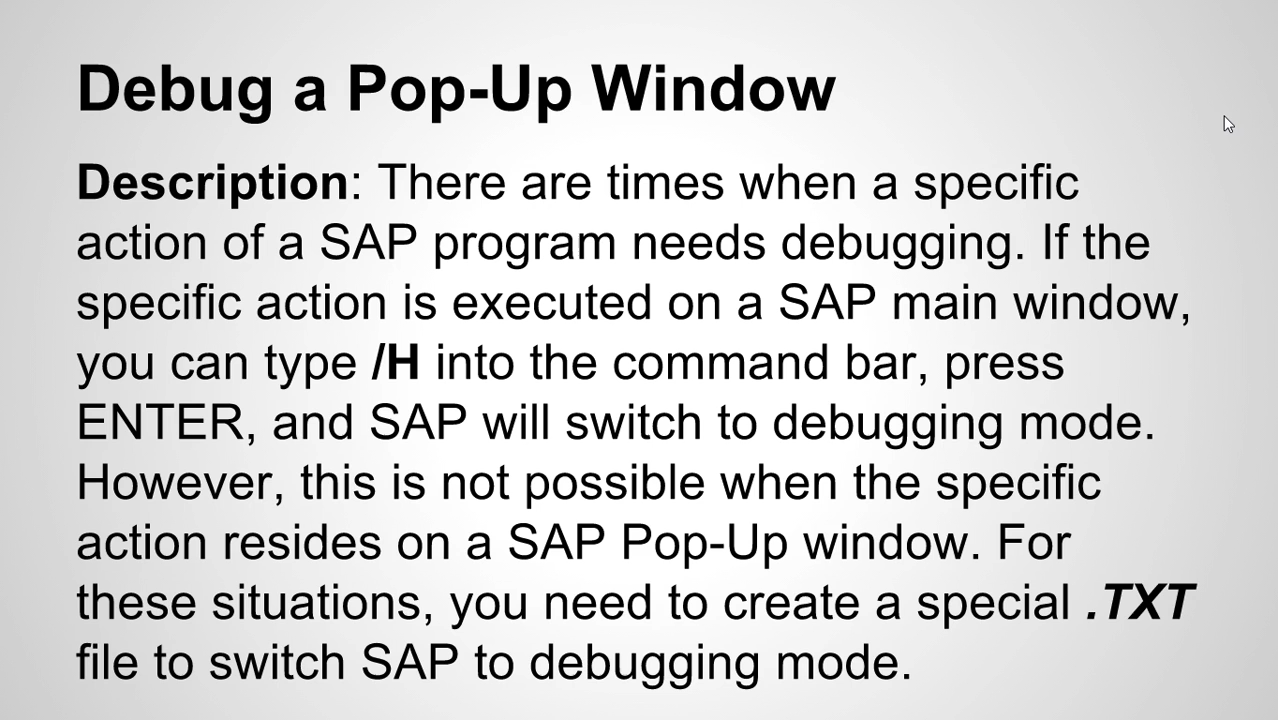 Debug a Pop-Up Window
Description: There are times when a specific
action of a SAP program needs debugging. If the
specific action is executed on a SAP main window,
you can type /H into the command bar, press
ENTER, and SAP will switch to debugging mode.
However, this is not possible when the specific
action resides on a SAP Pop-Up window. For
these situations, you need to create a special .TXT
file to switch SAP to debugging mode.